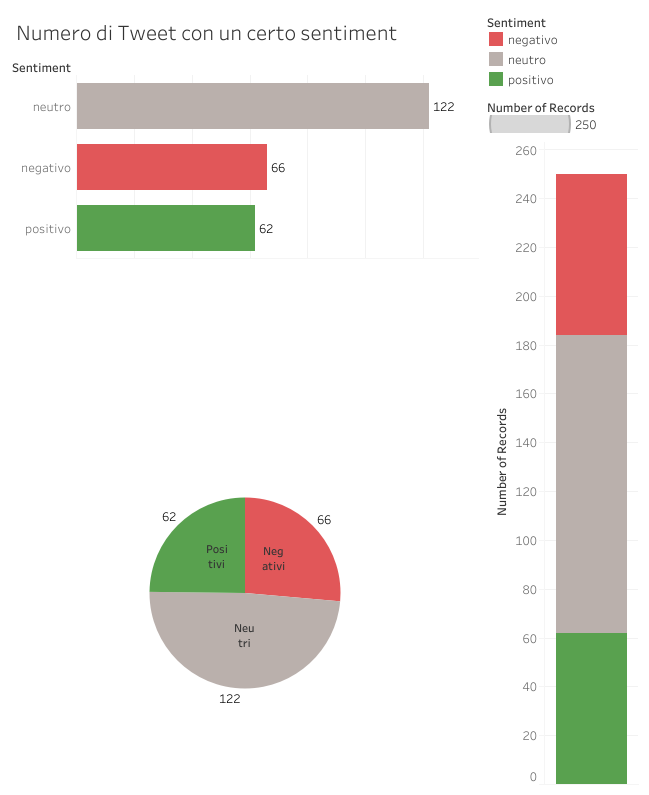 Numero di Tweet con un certo sentiment
Sentiment
neutro
122
negativo
66
positivo
62
Sentiment
negativo
neutro
positivo
Number of Records
250
260
240
220
200
180
160
140
120
100
80
60
40
20
0
Number of Records
62
66
Posi
tivi
Neg
ativi
Neu
tri
122